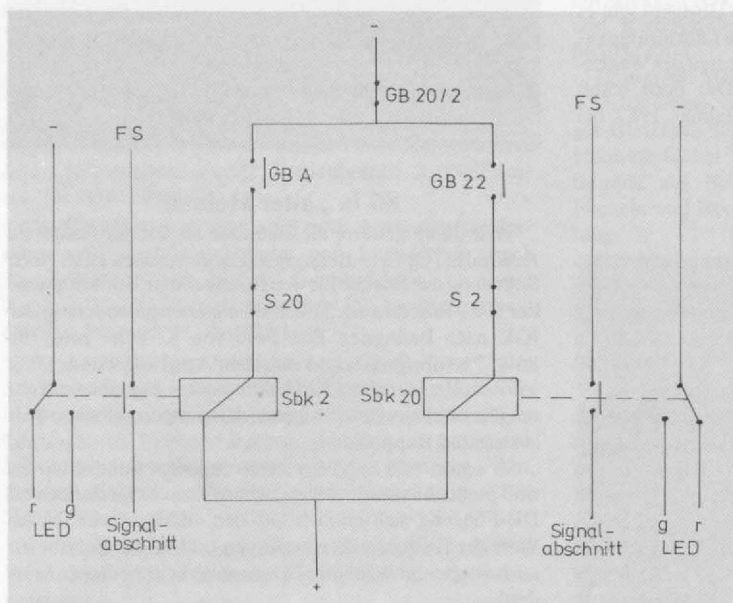 -
GB 20/2
- FS
FS -
GB A
GB 22
S 20
S 2
Sbk 2
Sbk 20
r g
LED
Signal-
abschnitt
Signal-
abschnitt
g r
LED
+